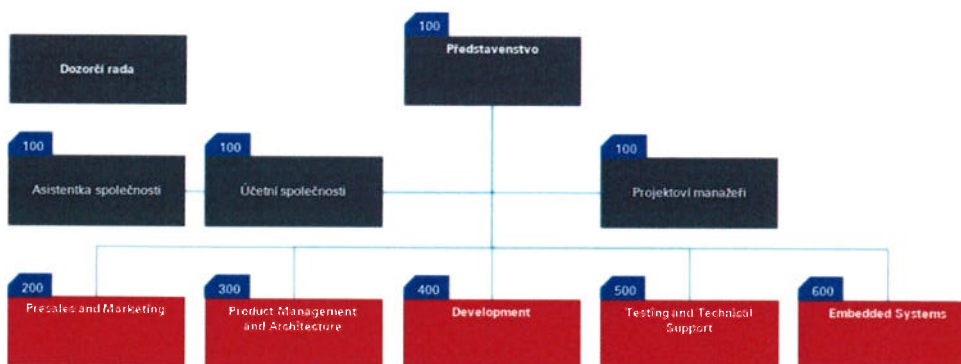 100
Představenstvo
Dozorčí rada
100
Asistentka společnosti
100
Účetní společnosti
100
Projektoví manažeři
200
Presales and Marketing
300
Product Management
and Architecture
400
Development
500
Testing and Technical
Support
600
Embedded Systems